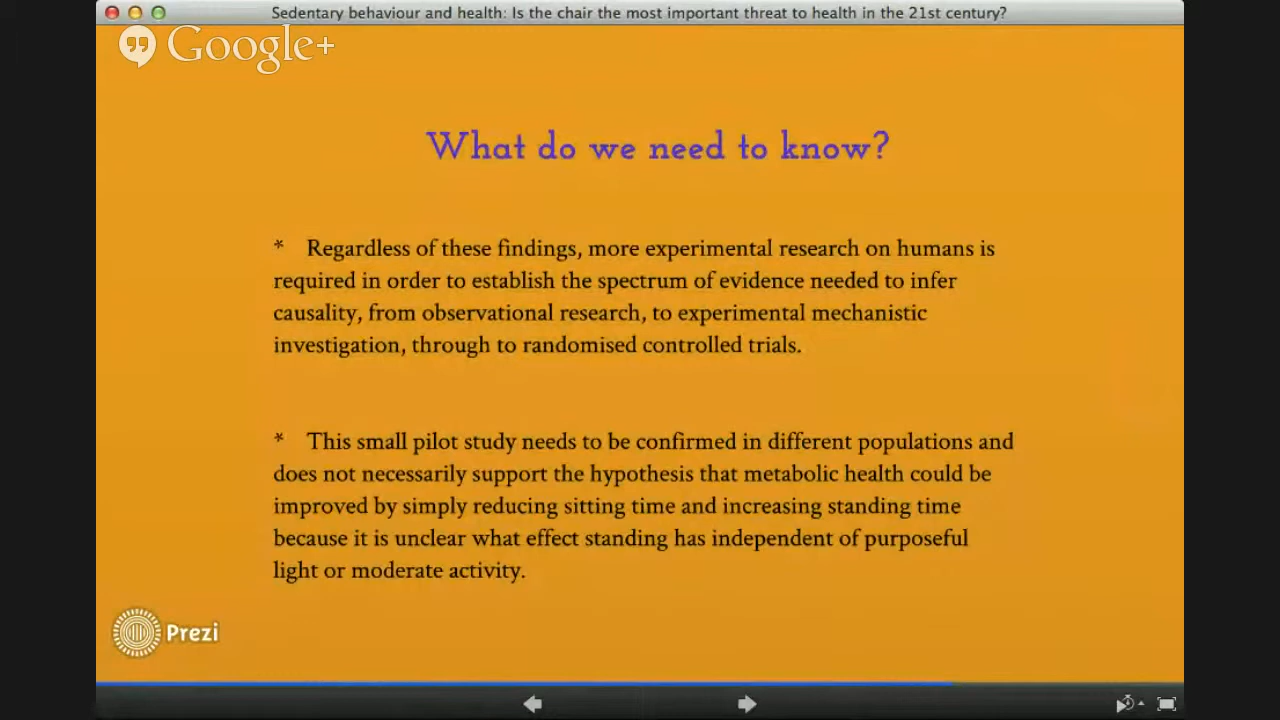 Sedentary behaviour and health: Is the chair the most important threat to health in the 21st century?
Google+
What do we need to know?
* Regardless of these findings, more experimental research on humans is
required in order to establish the spectrum of evidence needed to infer
causality, from observational research, to experimental mechanistic
investigation, through to randomised controlled trials.
* This small pilot study needs to be confirmed in different populations and
does not necessarily support the hypothesis that metabolic health could be
improved by simply reducing sitting time and increasing standing time
because it is unclear what effect standing has independent of purposeful
light or moderate activity.
Prezi